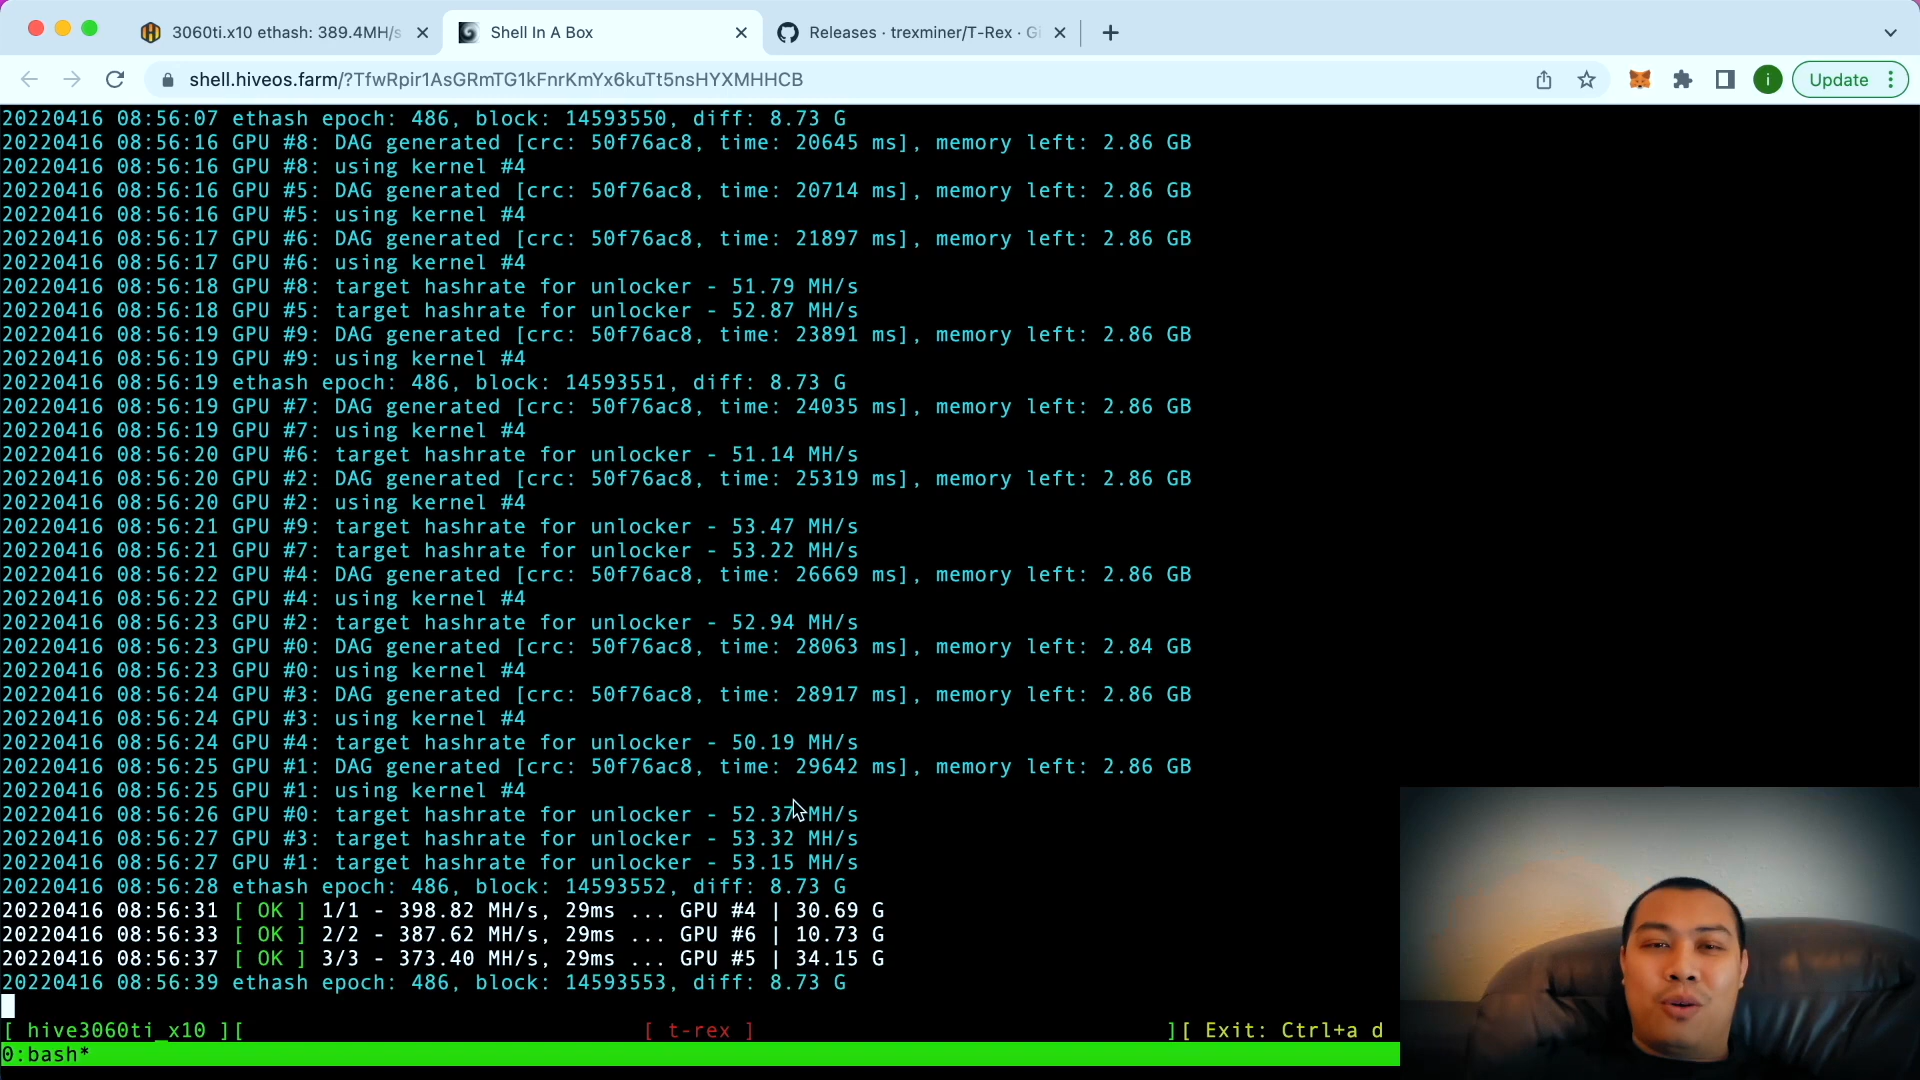 3060ti.x10 ethash: 389.4MH/s
Shell In A Box
Releases · trexminer/T-Rex · Gi
shell.hiveos.farm/?TfwRpir1AsGRmTG1kFnrKmYx6kuTt5nsHYXMHHCB
i
Update
20220416 08:56:07 ethash epoch: 486, block: 14593550, diff: 8.73 G
20220416 08:56:16 GPU #8: DAG generated [crc: 50f76ac8, time: 20645 ms], memory left: 2.86 GB
20220416 08:56:16 GPU #8: using kernel #4
20220416 08:56:16 GPU #5: DAG generated [crc: 50f76ac8, time: 20714 ms], memory left: 2.86 GB
20220416 08:56:16 GPU #5: using kernel #4
20220416 08:56:17 GPU #6: DAG generated [crc: 50f76ac8, time: 21897 ms], memory left: 2.86 GB
20220416 08:56:17 GPU #6: using kernel #4
20220416 08:56:18 GPU #8: target hashrate for unlocker - 51.79 MH/s
20220416 08:56:18 GPU #5: target hashrate for unlocker - 52.87 MH/s
20220416 08:56:19 GPU #9: DAG generated [crc: 50f76ac8, time: 23891 ms], memory left: 2.86 GB
20220416 08:56:19 GPU #9: using kernel #4
20220416 08:56:19 ethash epoch: 486, block: 14593551, diff: 8.73 G
20220416 08:56:19 GPU #7: DAG generated [crc: 50f76ac8, time: 24035 ms], memory left: 2.86 GB
20220416 08:56:19 GPU #7: using kernel #4
20220416 08:56:20 GPU #6: target hashrate for unlocker - 51.14 MH/s
20220416 08:56:20 GPU #2: DAG generated [crc: 50f76ac8, time: 25319 ms], memory left: 2.86 GB
20220416 08:56:20 GPU #2: using kernel #4
20220416 08:56:21 GPU #9: target hashrate for unlocker - 53.47 MH/s
20220416 08:56:21 GPU #7: target hashrate for unlocker - 53.22 MH/s
20220416 08:56:22 GPU #4: DAG generated [crc: 50f76ac8, time: 26669 ms], memory left: 2.86 GB
20220416 08:56:22 GPU #4: using kernel #4
20220416 08:56:23 GPU #2: target hashrate for unlocker - 52.94 MH/s
20220416 08:56:23 GPU #0: DAG generated [crc: 50f76ac8, time: 28063 ms], memory left: 2.84 GB
20220416 08:56:23 GPU #0: using kernel #4
20220416 08:56:24 GPU #3: DAG generated [crc: 50f76ac8, time: 28917 ms], memory left: 2.86 GB
20220416 08:56:24 GPU #3: using kernel #4
20220416 08:56:24 GPU #4: target hashrate for unlocker - 50.19 MH/s
20220416 08:56:25 GPU #1: DAG generated [crc: 50f76ac8, time: 29642 ms], memory left: 2.86 GB
20220416 08:56:25 GPU #1: using kernel #4
20220416 08:56:26 GPU #0: target hashrate for unlocker - 52.37 MH/s
20220416 08:56:27 GPU #3: target hashrate for unlocker - 53.32 MH/s
20220416 08:56:27 GPU #1: target hashrate for unlocker - 53.15 MH/s
20220416 08:56:28 ethash epoch: 486, block: 14593552, diff: 8.73 G
20220416 08:56:31 [ OK ] 1/1 - 398.82 MH/s, 29ms ... GPU #4 | 30.69 G
20220416 08:56:33 [ OK ] 2/2 - 387.62 MH/s, 29ms ... GPU #6 | 10.73 G
20220416 08:56:37 [ OK ] 3/3 - 373.40 MH/s, 29ms ... GPU #5 | 34.15 G
20220416 08:56:39 ethash epoch: 486, block: 14593553, diff: 8.73 G
[ hive3060ti_x10 ][ [ t-rex ] ][ Exit: Ctrl+a d
0:bash*